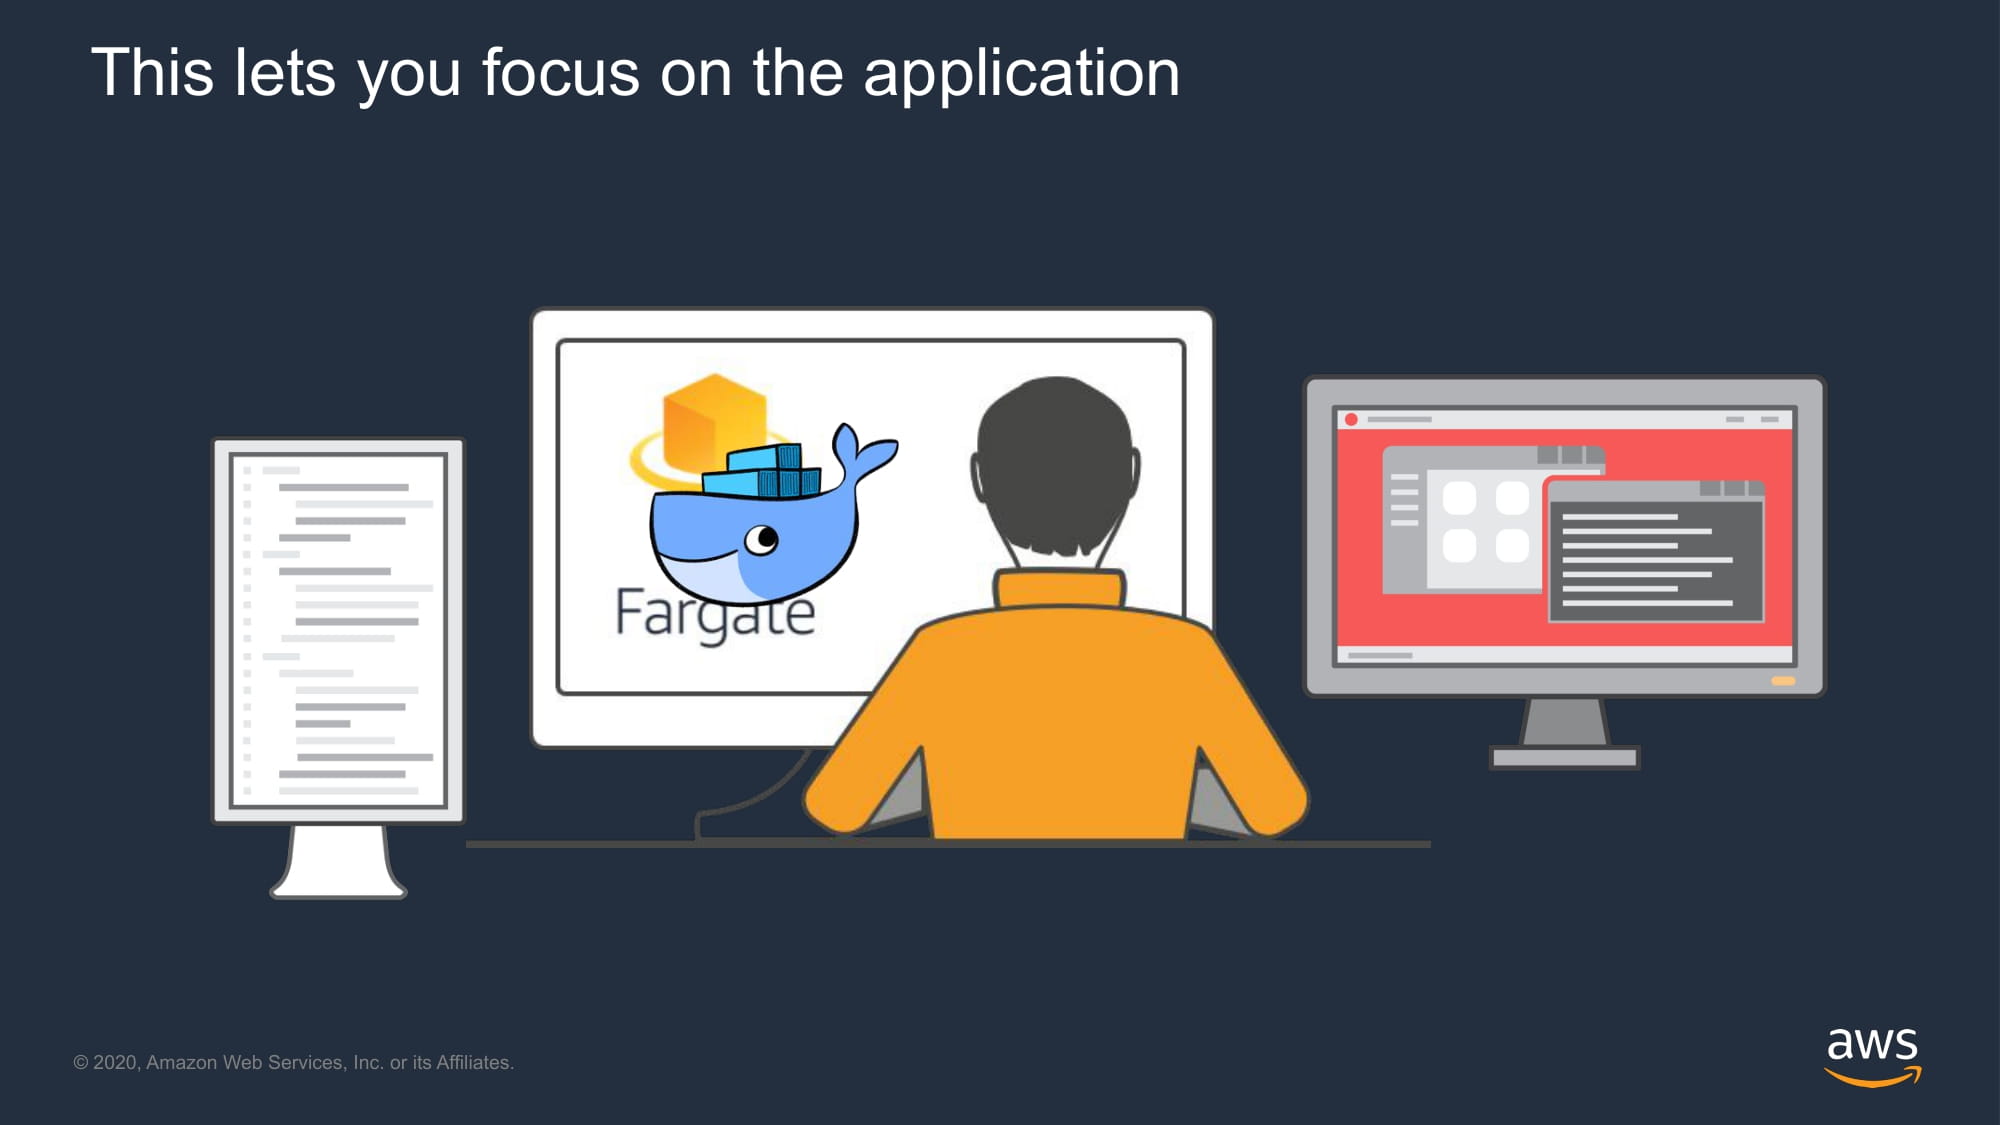 This lets you focus on the application
Fargate
© 2020, Amazon Web Services, Inc. or its Affiliates.
aws